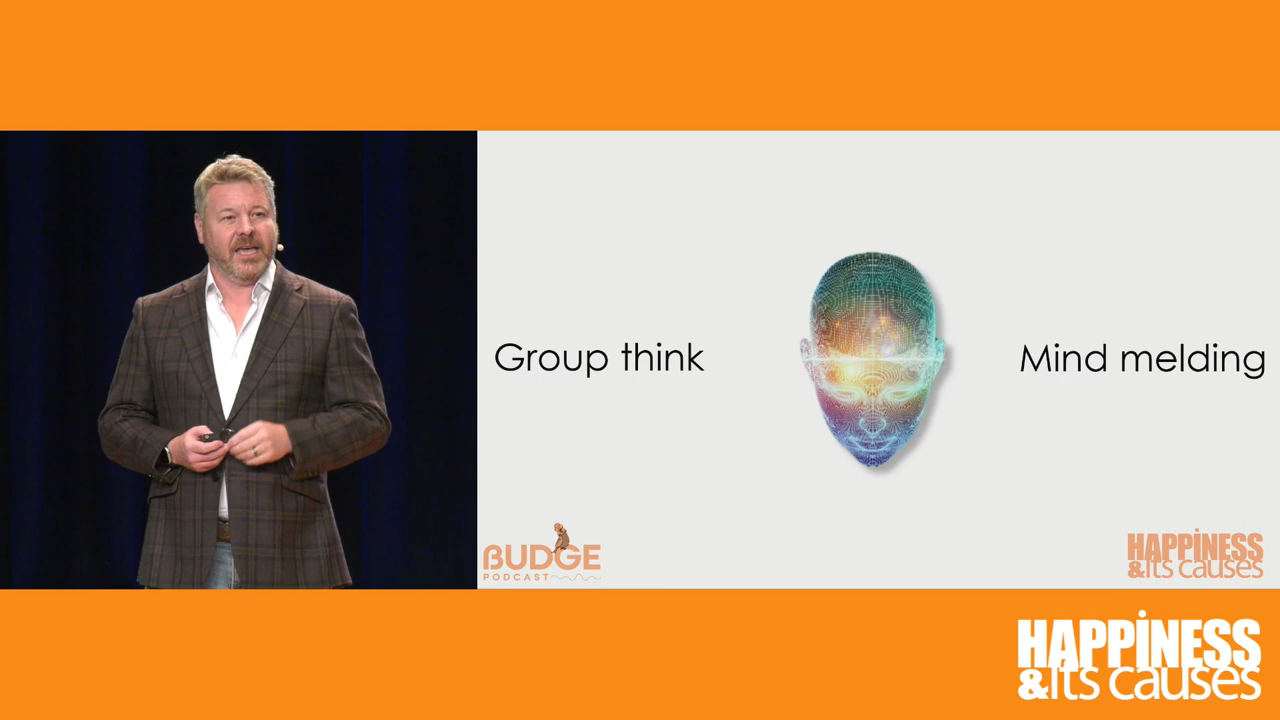 Group think
Mind melding
BUDGE
PODCAST
HAPPiNESS
&Its causes
HAPPiNESS
&Its causes